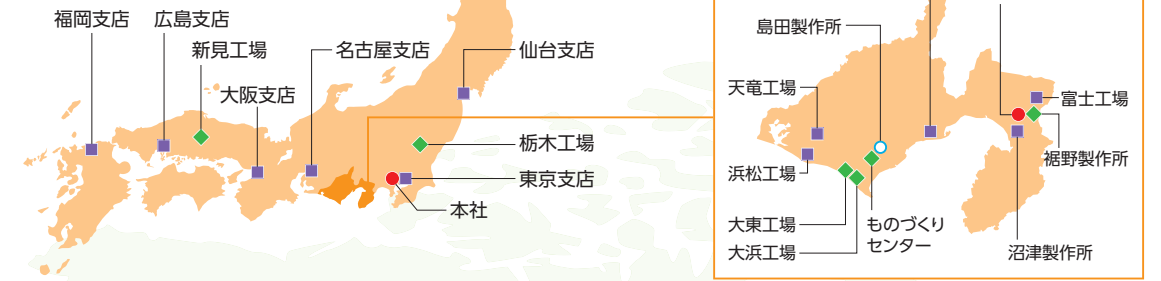 福岡支店
広島支店
新見工場
大阪支店
名古屋支店
仙台支店
栃木工場
東京支店
本社
島田製作所
天竜工場
富士工場
裾野製作所
浜松工場
大東工場
ものづくり
センター
大浜工場
沼津製作所